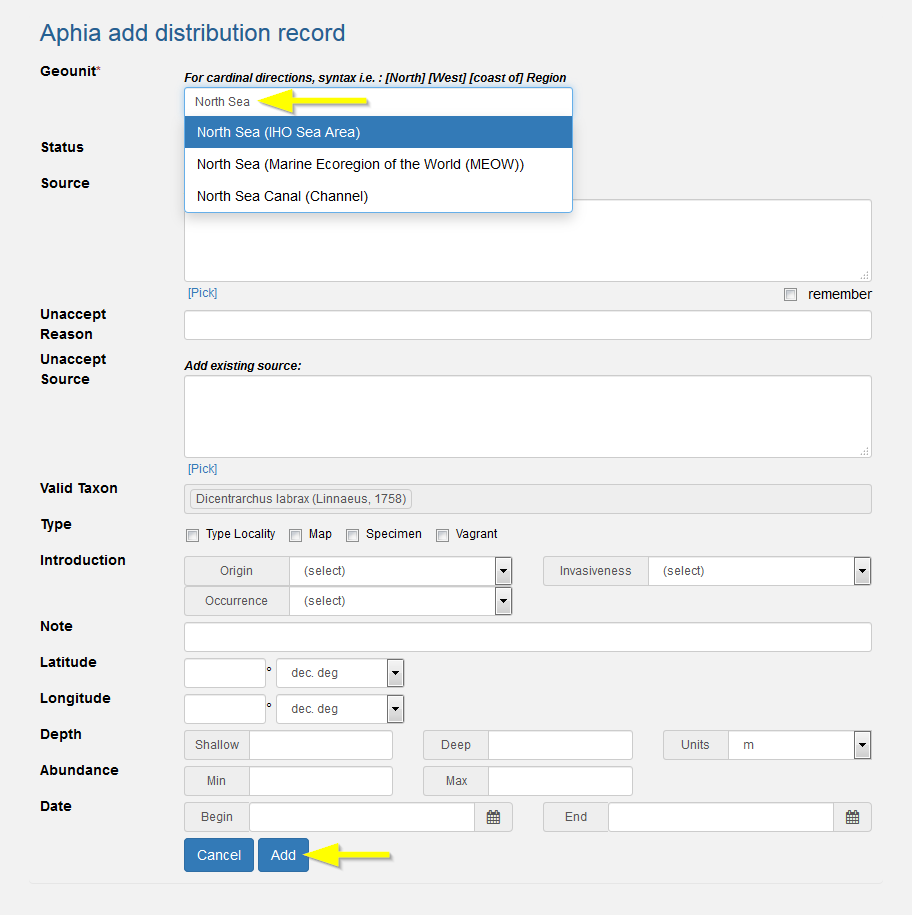 Aphia add distribution record
Geounit*
For cardinal directions, syntax i.e. : [North] [West] [coast of] Region
North Sea
North Sea (IHO Sea Area)
Status
North Sea (Marine Ecoregion of the World (MEOW))
Source
North Sea Canal (Channel)
[Pick]
remember
Unaccept
Reason
Unaccept
Source
Add existing source:
[Pick]
Valid Taxon
Dicentrarchus labrax (Linnaeus, 1758)
Type
Type Locality Map Specimen Vagrant
Introduction
Origin (select) Invasiveness (select)
Occurrence (select)
Note
Latitude
° dec. deg
Longitude
° dec. deg
Depth
Shallow Deep Units m
Abundance
Min Max
Date
Begin End
Cancel Add